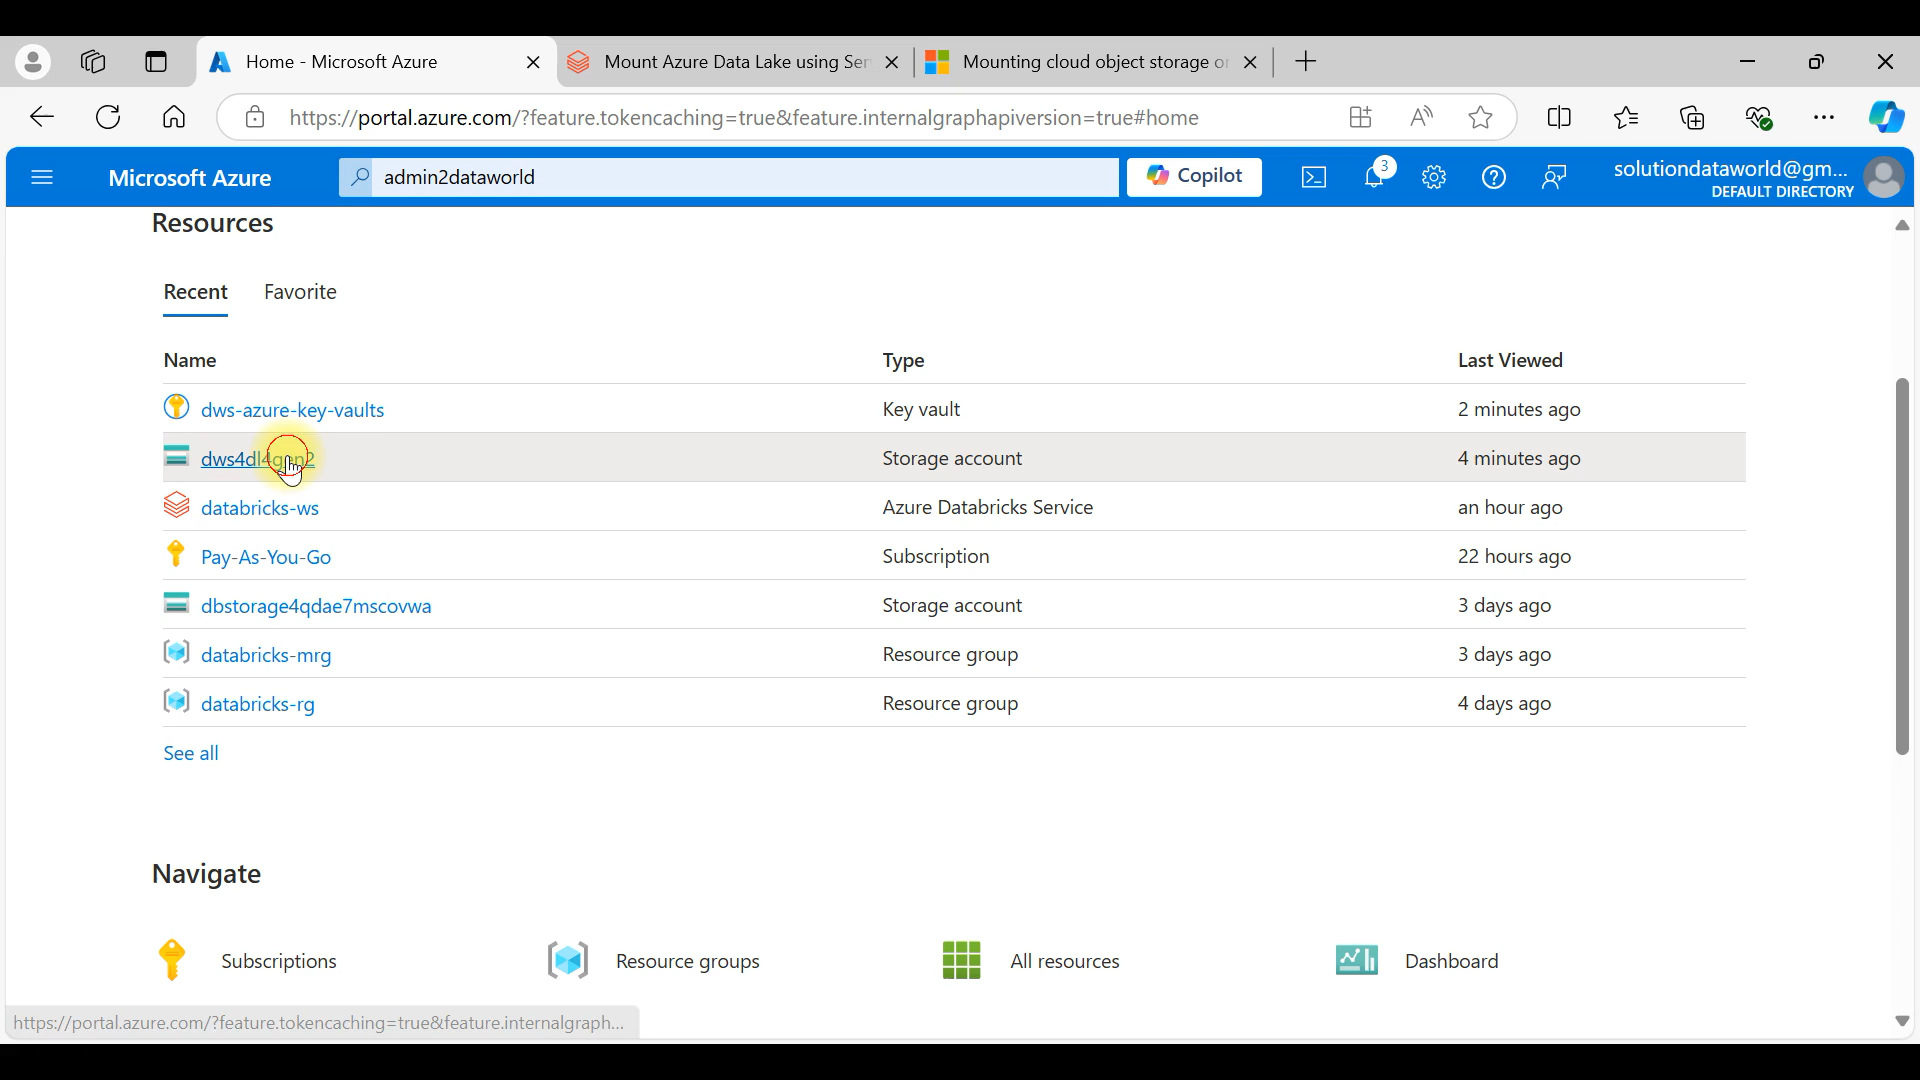 Home - Microsoft Azure
Mount Azure Data Lake using Ser
Mounting cloud object storage or
https://portal.azure.com/?feature.tokencaching=true&feature.internalgraphapiversion=true#home
Microsoft Azure
admin2dataworld
Copilot
3
solutiondataworld@gm...
DEFAULT DIRECTORY
Resources
Recent Favorite
Name Type Last Viewed
dws-azure-key-vaults Key vault 2 minutes ago
dws4dl4gen2 Storage account 4 minutes ago
databricks-ws Azure Databricks Service an hour ago
Pay-As-You-Go Subscription 22 hours ago
dbstorage4qdae7mscovwa Storage account 3 days ago
databricks-mrg Resource group 3 days ago
databricks-rg Resource group 4 days ago
See all
Navigate
Subscriptions Resource groups All resources Dashboard
https://portal.azure.com/?feature.tokencaching=true&feature.internalgraph...